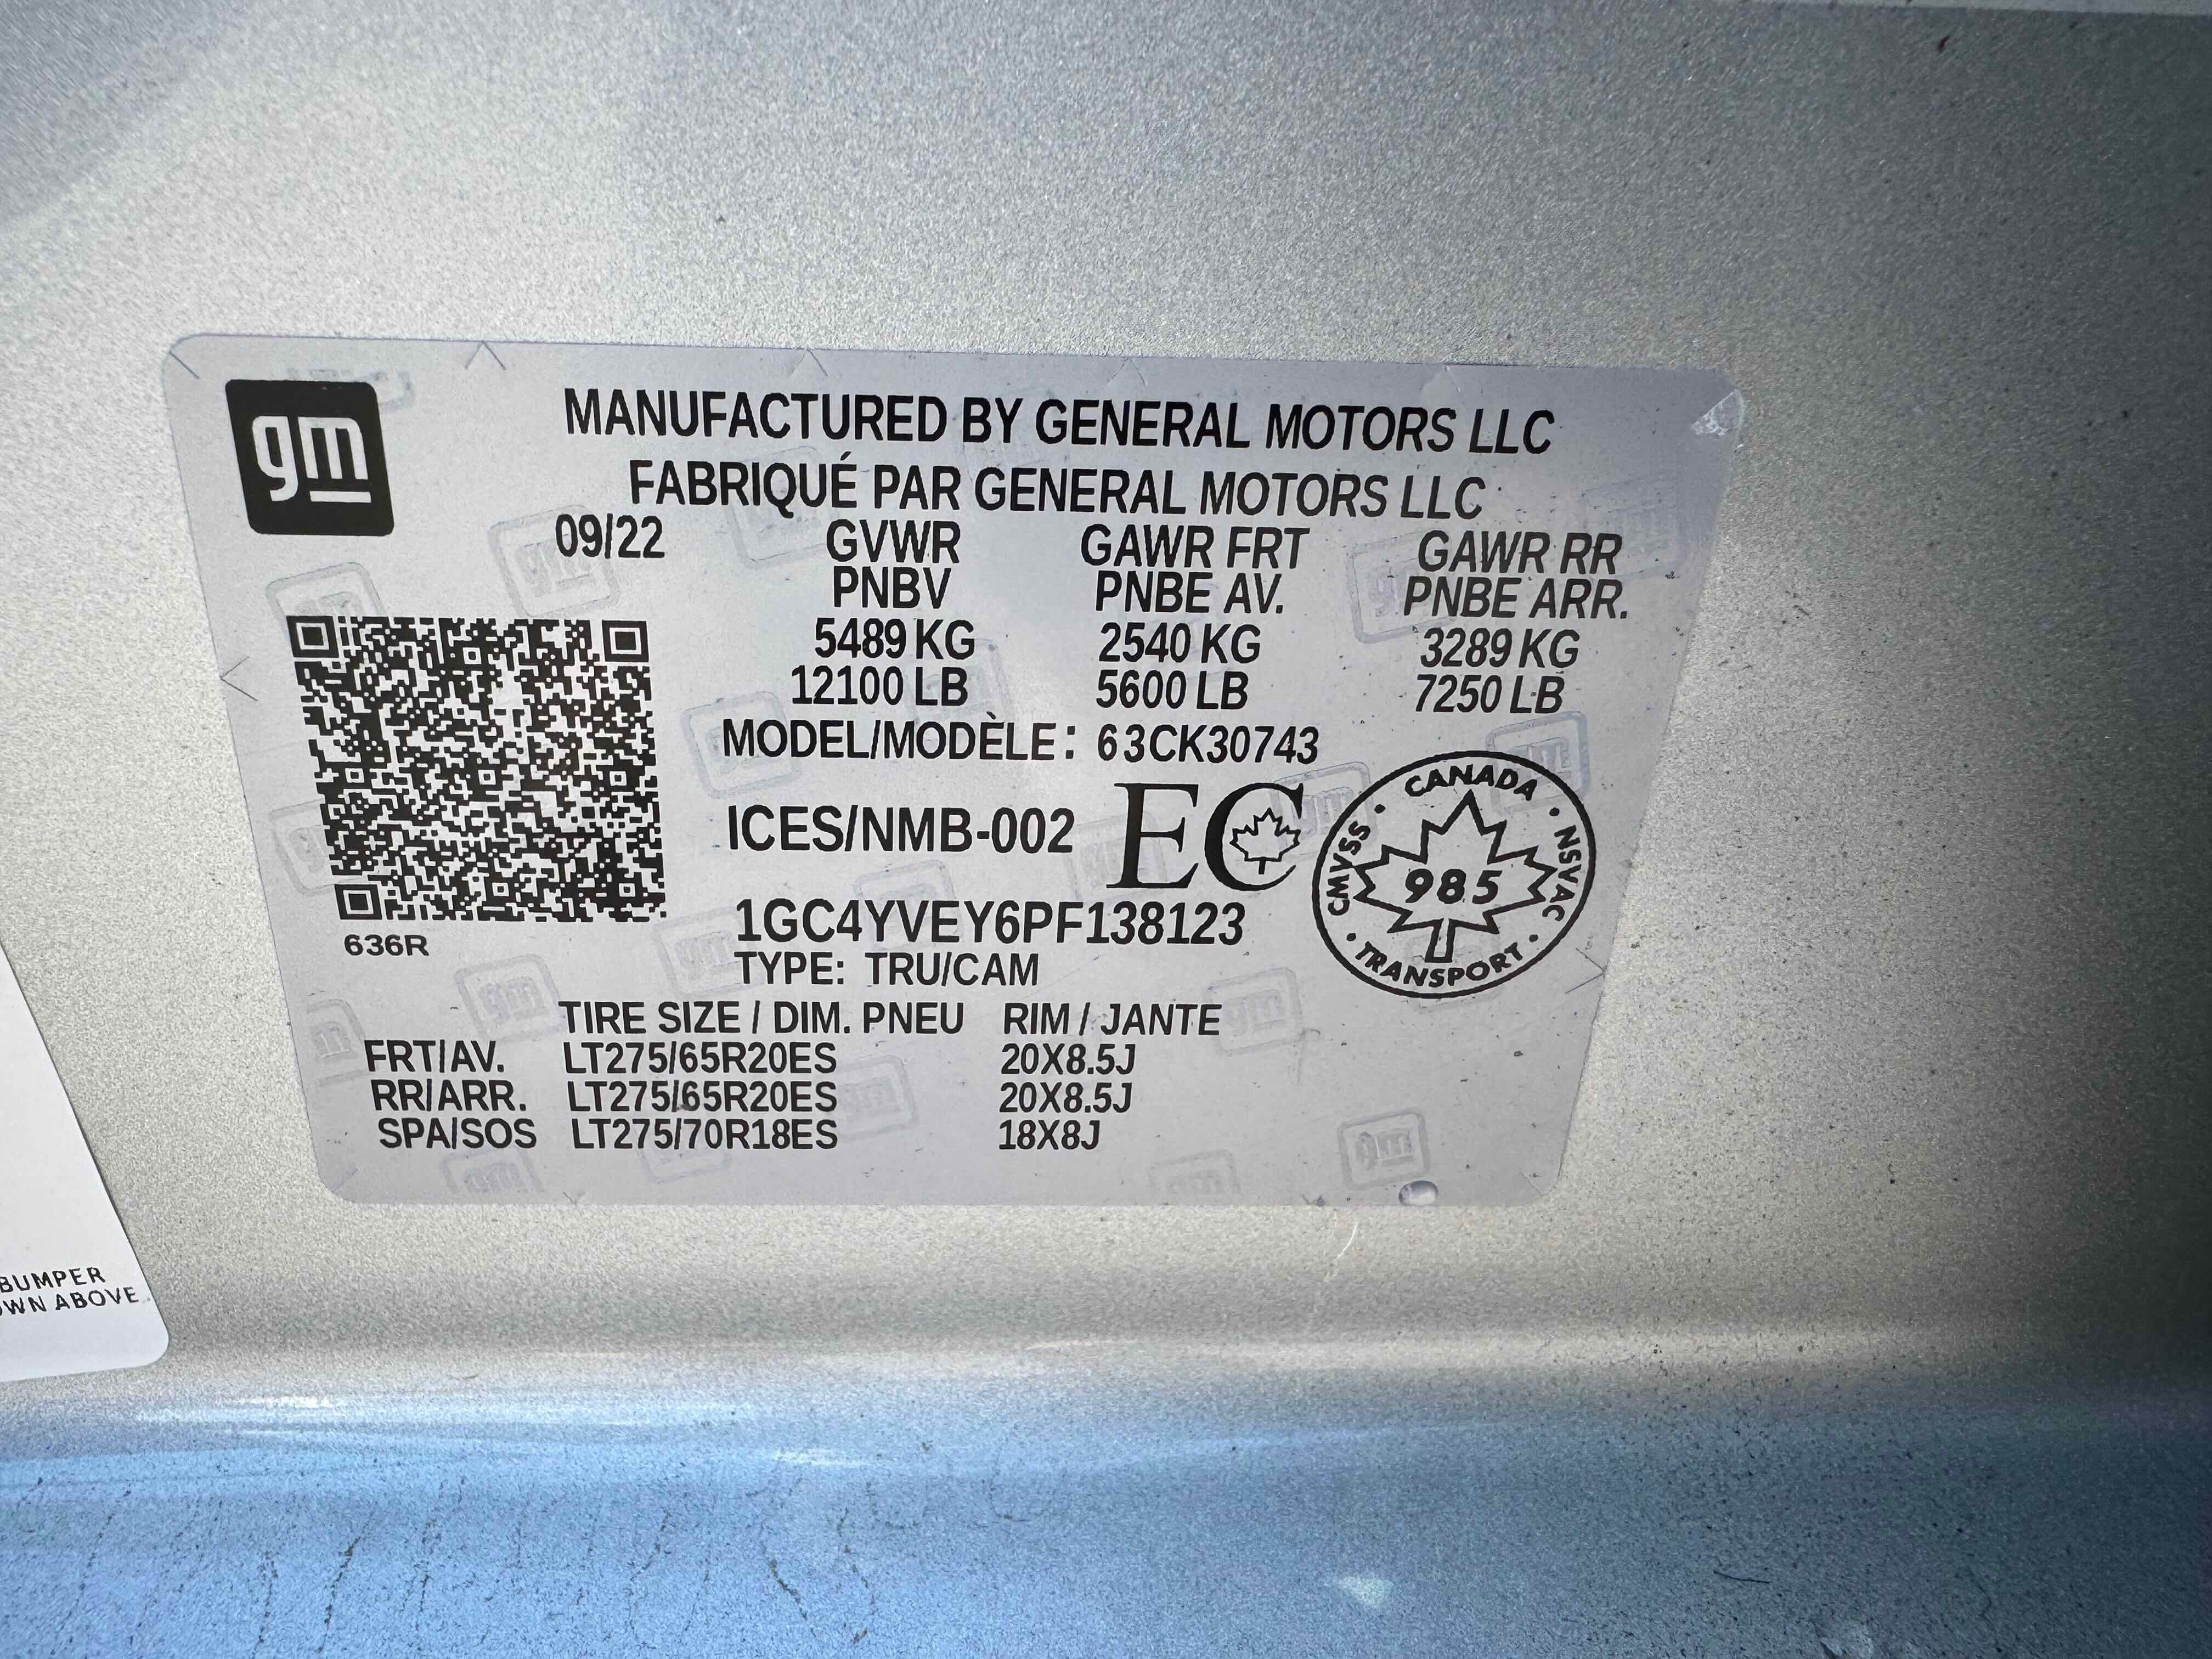 gm
MANUFACTURED BY GENERAL MOTORS LLC
FABRIQUÉ PAR GENERAL MOTORS LLC
09/22 GVWR GAWR FRT GAWR RR
PNBV PNBE AV. PNBE ARR.
5489 KG 2540 KG 3289 KG
12100 LB 5600 LB 7250 LB
MODEL/MODÈLE: 63CK30743
ICES/NMB-002 EC
CANADA · NSVAC · TRANSPORT · CMVSS ·
985
1GC4YVEY6PF138123
636R
TYPE: TRU/CAM
TIRE SIZE / DIM. PNEU RIM / JANTE
FRT/AV. LT275/65R20ES 20X8.5J
RR/ARR. LT275/65R20ES 20X8.5J
SPA/SOS LT275/70R18ES 18X8J
BUMPER
ABOVE